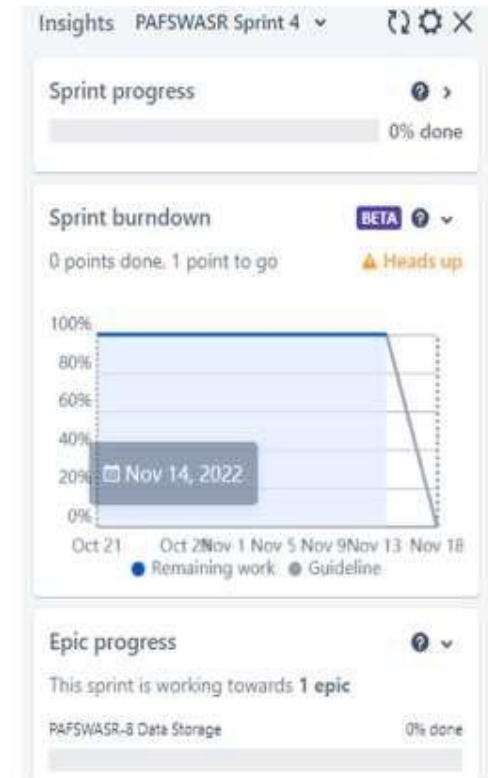 Insights PAFSWASR Sprint 4
Sprint progress
0% done
Sprint burndown BETA
0 points done, 1 point to go Heads up
100%
80%
60%
40%
20% Nov 14, 2022
0%
Oct 21 Oct Nov 1 Nov 5 Nov 9 Nov 13 Nov 18
Remaining work Guideline
Epic progress
This sprint is working towards 1 epic
PAFSWASR-8 Data Storage 0% done